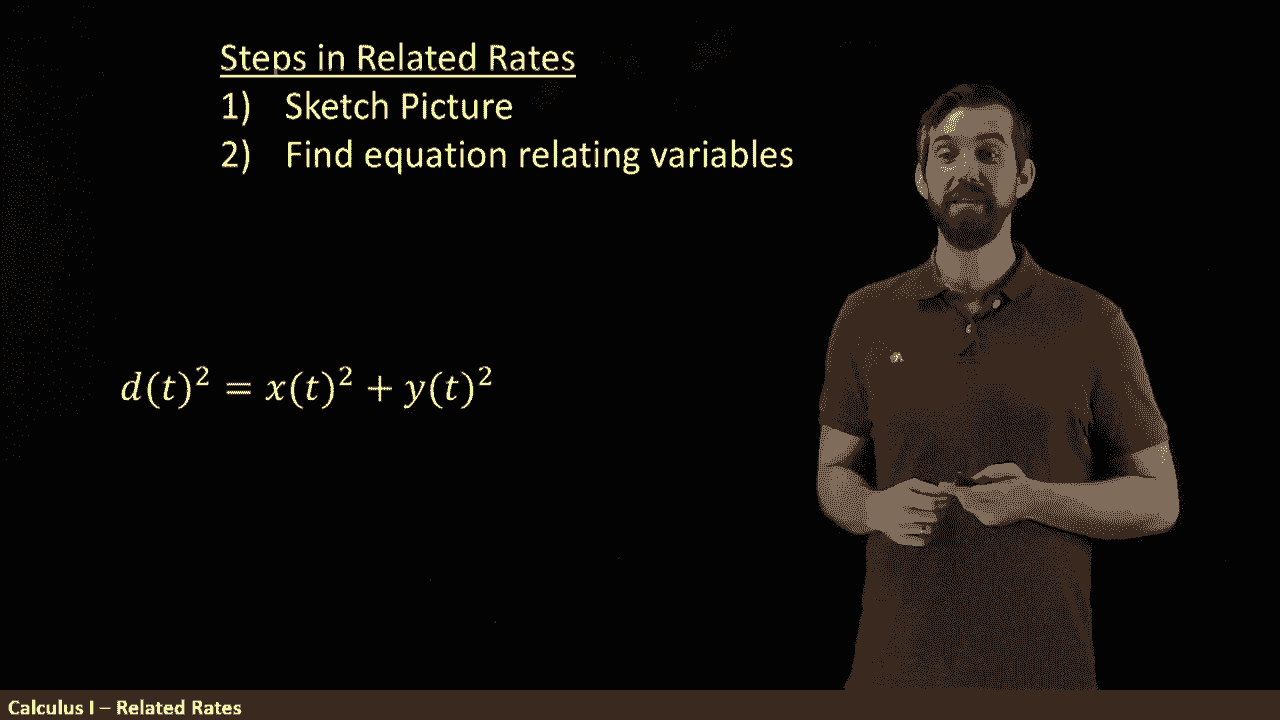 Steps in Related Rates
1) Sketch Picture
2) Find equation relating variables
d(t)² = x(t)² + y(t)²
Calculus I – Related Rates